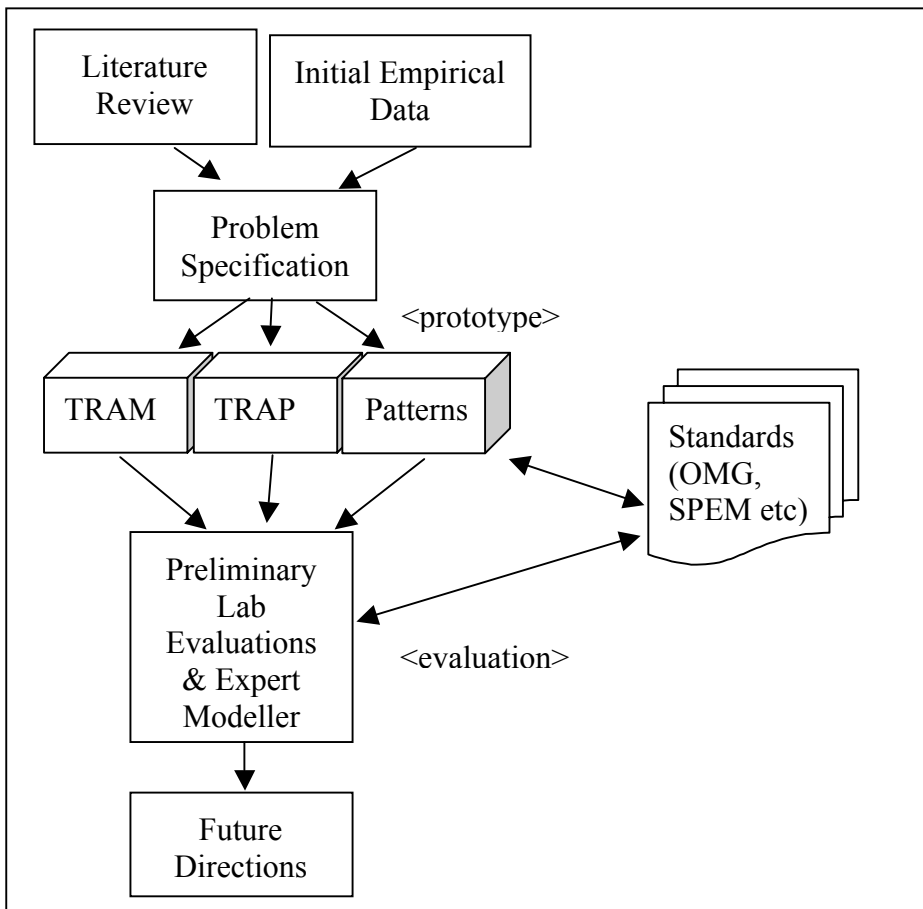 Literature
Review
Initial Empirical
Data
Problem
Specification
<prototype>
TRAM
TRAP
Patterns
Standards
(OMG,
SPEM etc)
Preliminary
Lab
Evaluations
& Expert
Modeller
<evaluation>
Future
Directions